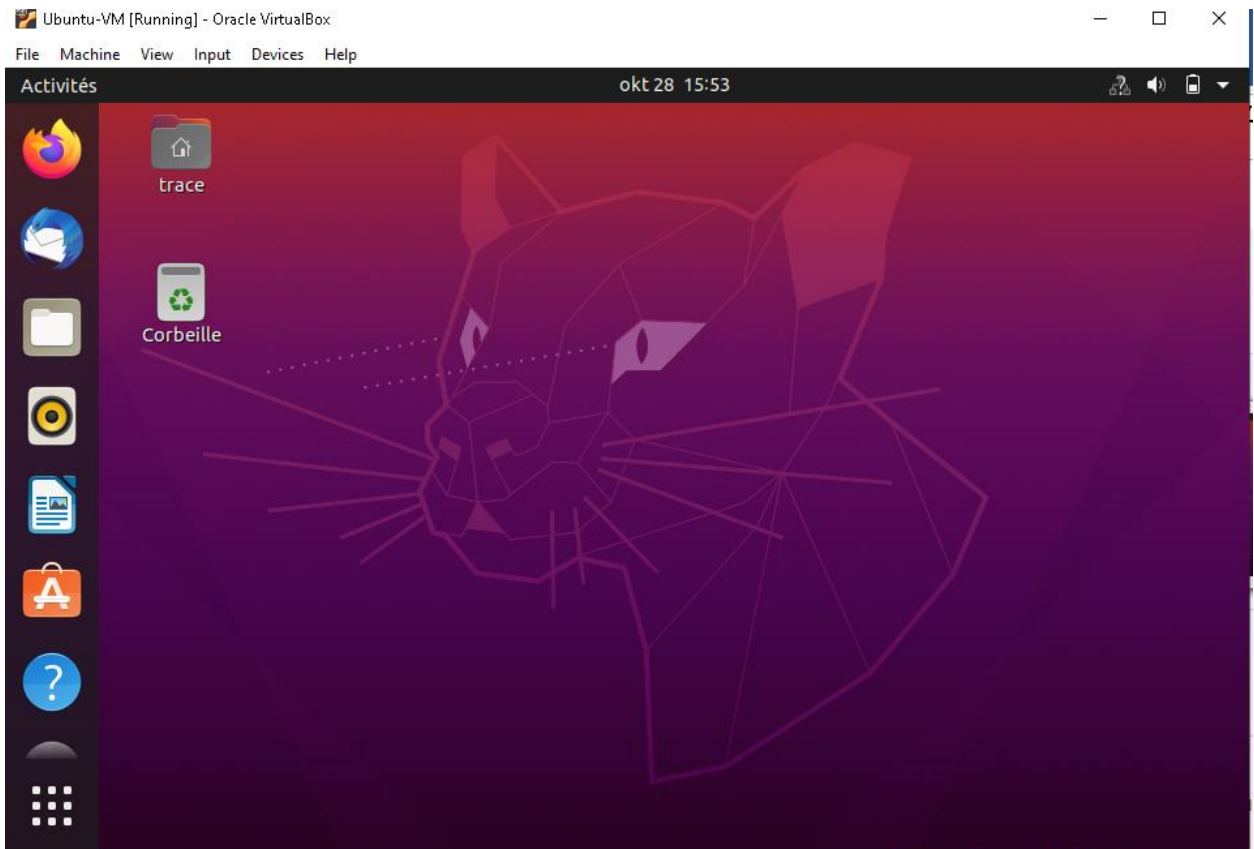 Ubuntu-VM [Running] - Oracle VirtualBox
File Machine View Input Devices Help
Activités okt 28 15:53
trace
Corbeille